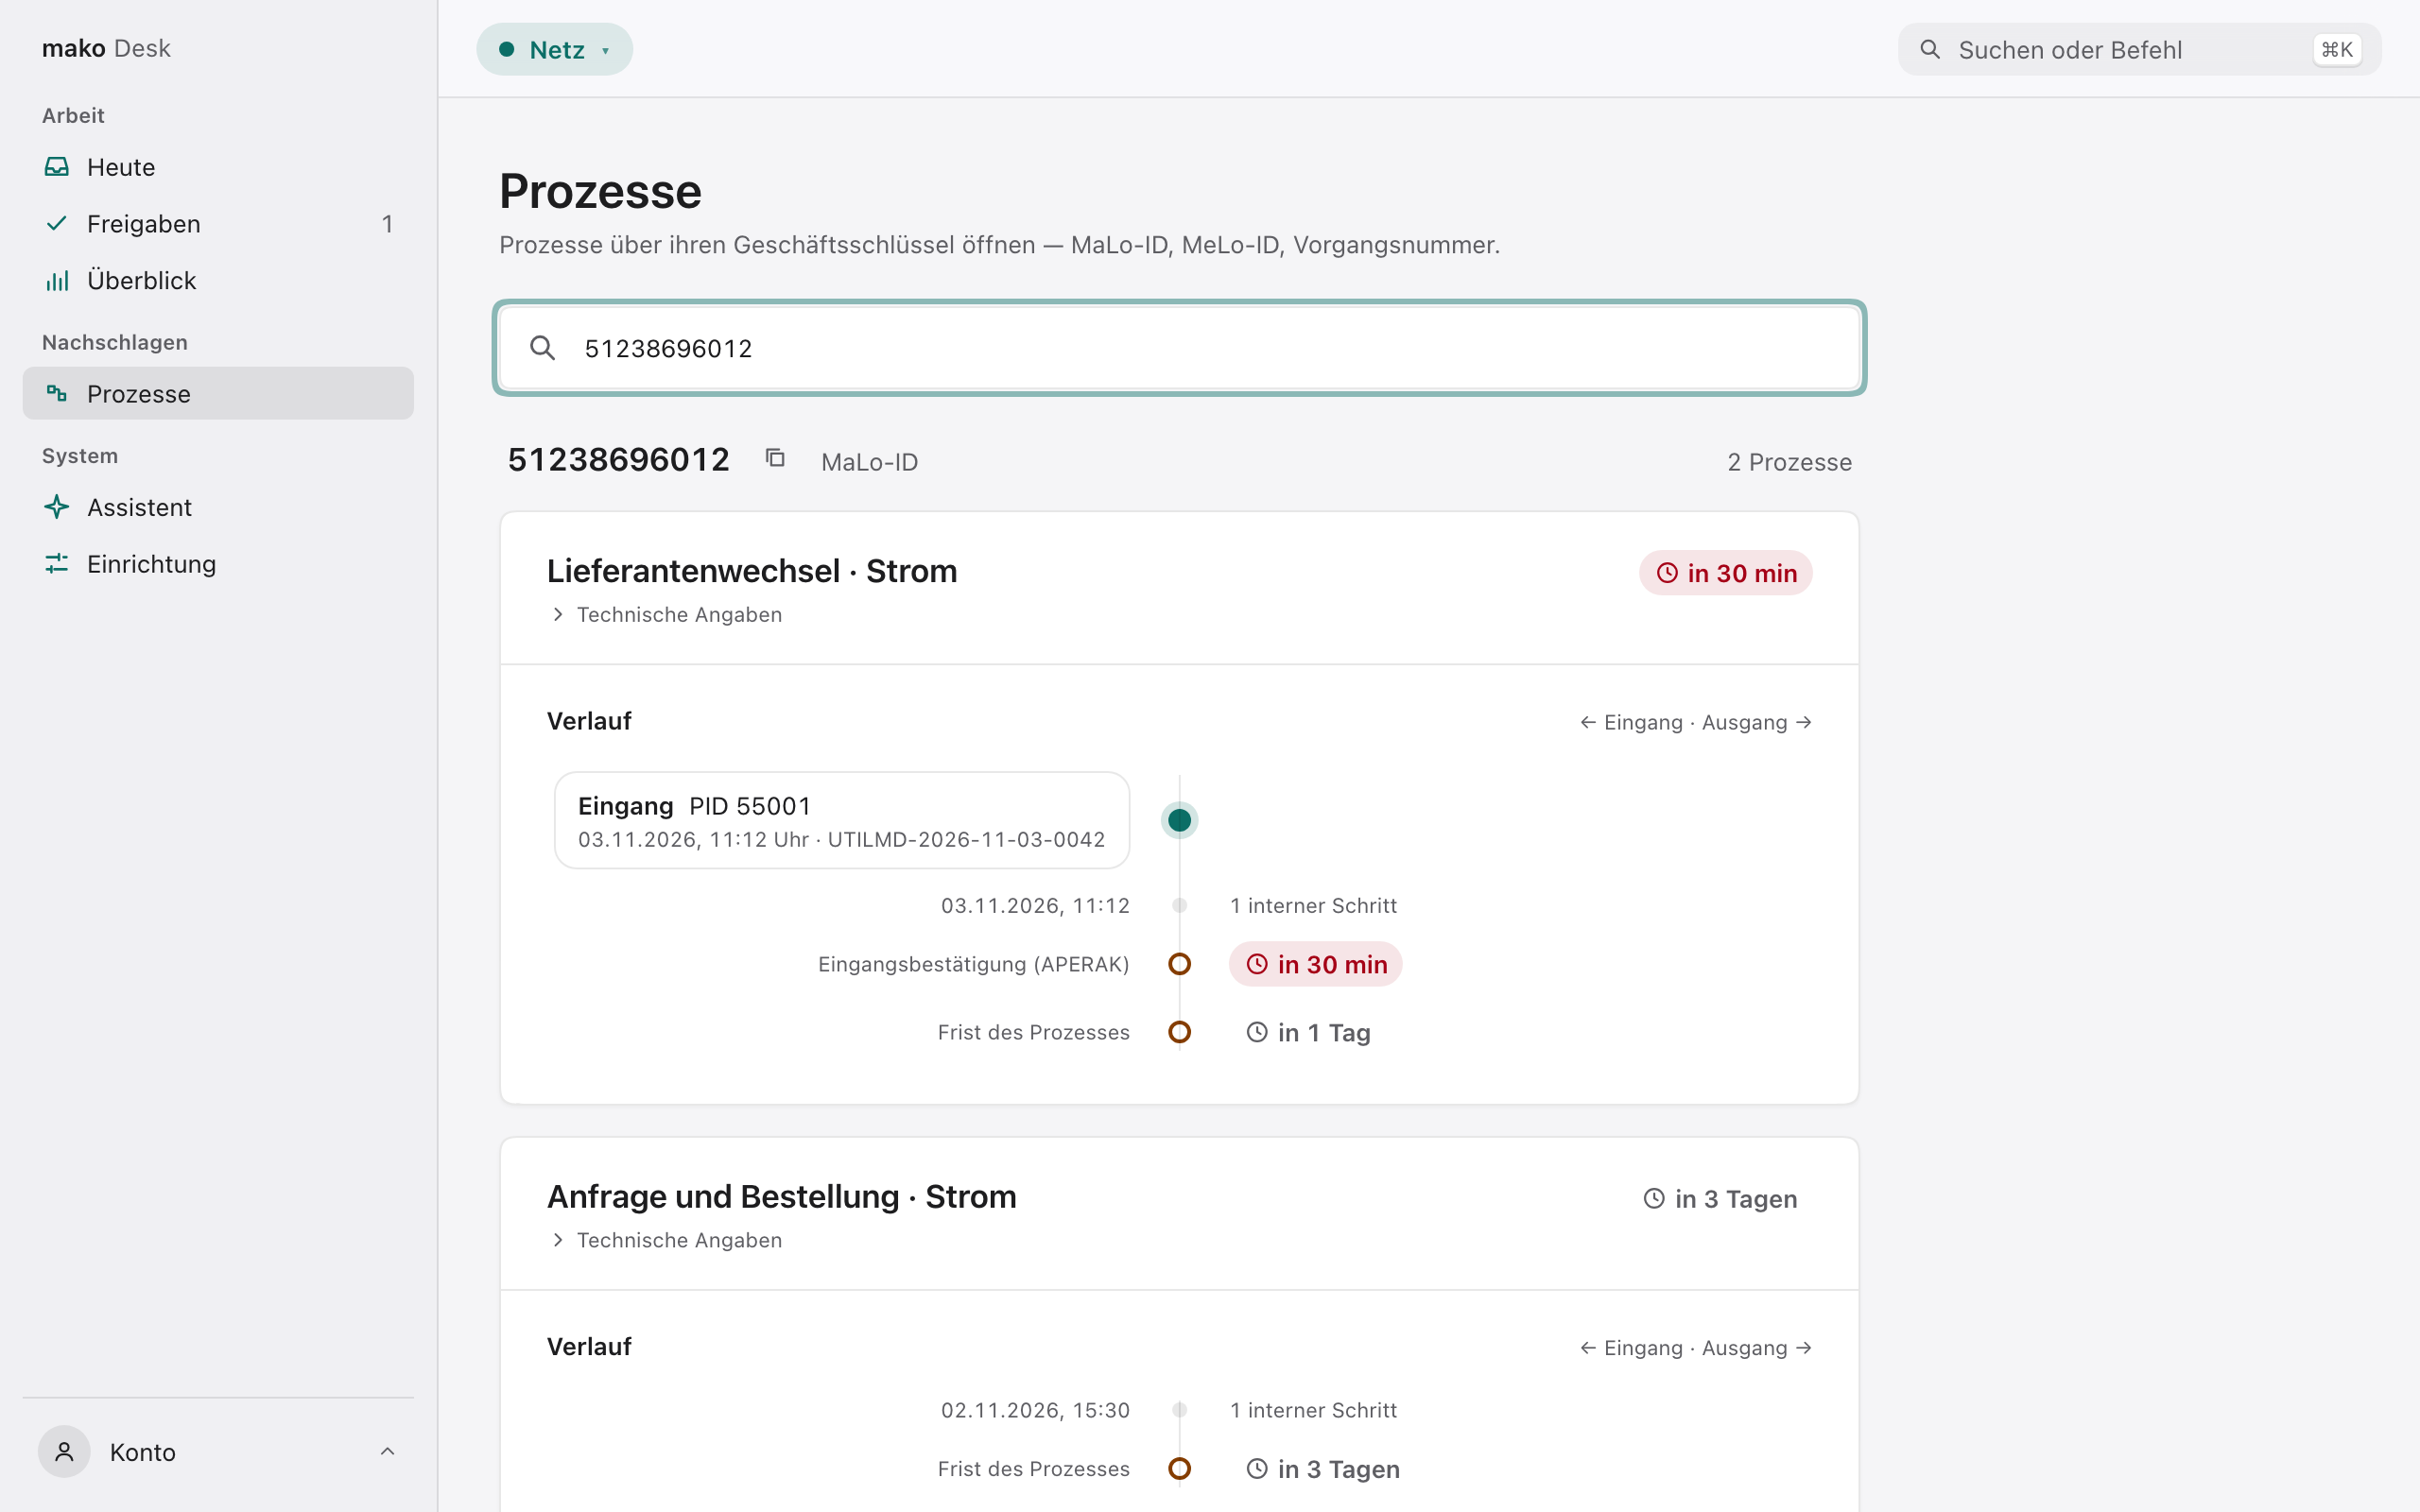 mako Desk
Arbeit
Heute
Freigaben 1
Überblick
Nachschlagen
Prozesse
System
Assistent
Einrichtung
Konto
Netz ▾
Suchen oder Befehl ⌘K
Prozesse
Prozesse über ihren Geschäftsschlüssel öffnen — MaLo-ID, MeLo-ID, Vorgangsnummer.
51238696012
51238696012 MaLo-ID 2 Prozesse
Lieferantenwechsel · Strom in 30 min
Technische Angaben
Verlauf ← Eingang · Ausgang →
Eingang PID 55001
03.11.2026, 11:12 Uhr · UTILMD-2026-11-03-0042
03.11.2026, 11:12 1 interner Schritt
Eingangsbestätigung (APERAK) in 30 min
Frist des Prozesses in 1 Tag
Anfrage und Bestellung · Strom in 3 Tagen
Technische Angaben
Verlauf ← Eingang · Ausgang →
02.11.2026, 15:30 1 interner Schritt
Frist des Prozesses in 3 Tagen